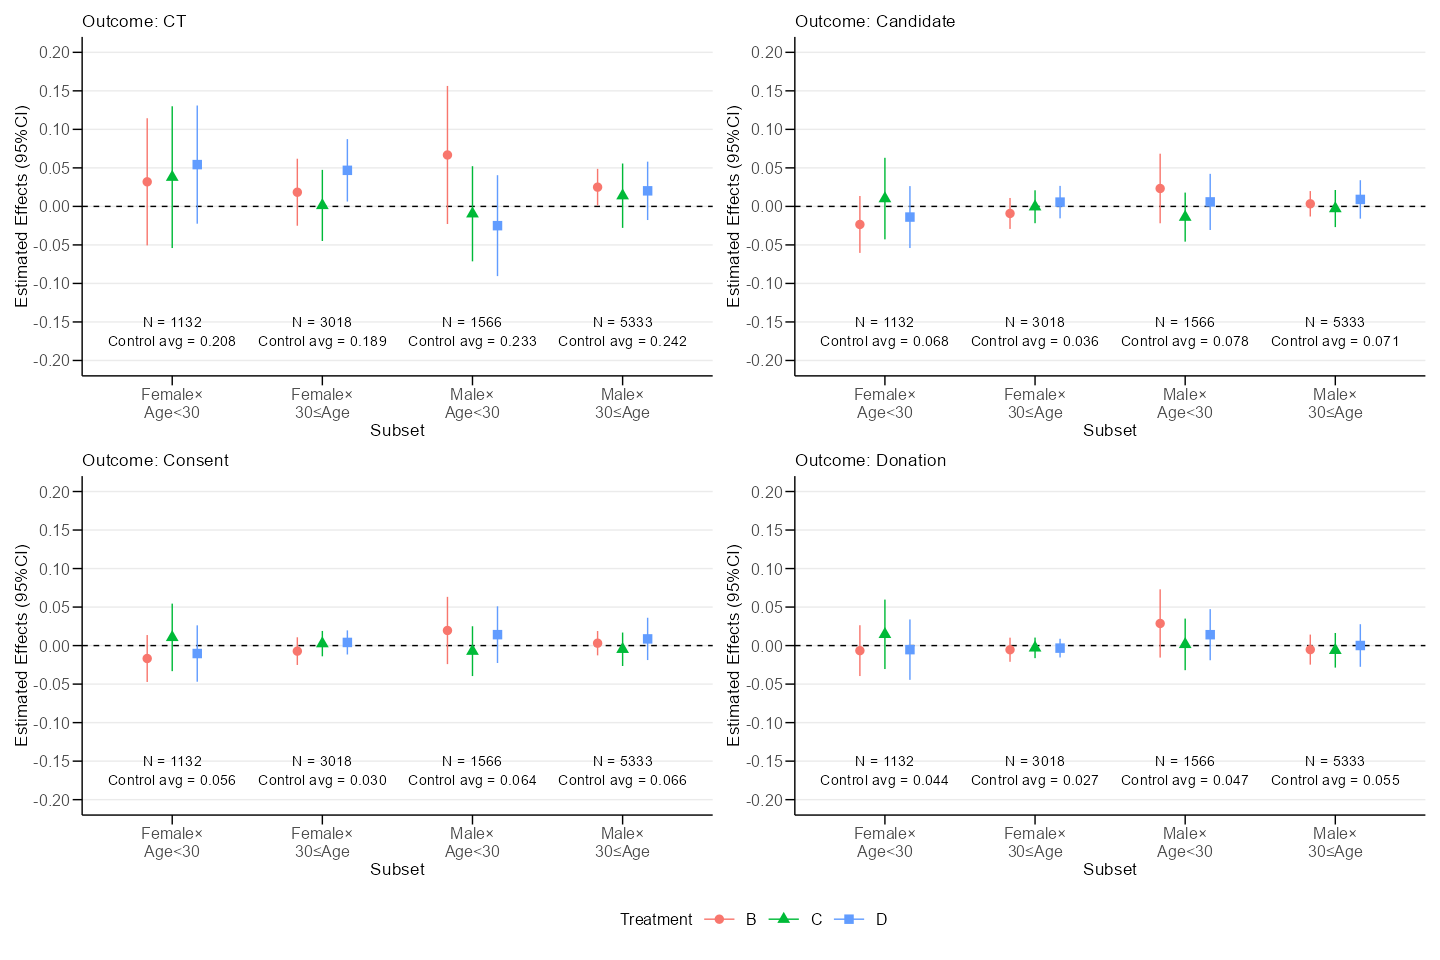 Outcome: CT
Estimated Effects (95%CI)
0.20
0.15
0.10
0.05
0.00
-0.05
-0.10
-0.15
-0.20
N = 1132
Control avg = 0.208
N = 3018
Control avg = 0.189
N = 1566
Control avg = 0.233
N = 5333
Control avg = 0.242
Female×
Age<30
Female×
30≤Age
Male×
Age<30
Male×
30≤Age
Subset
Outcome: Candidate
Estimated Effects (95%CI)
0.20
0.15
0.10
0.05
0.00
-0.05
-0.10
-0.15
-0.20
N = 1132
Control avg = 0.068
N = 3018
Control avg = 0.036
N = 1566
Control avg = 0.078
N = 5333
Control avg = 0.071
Female×
Age<30
Female×
30≤Age
Male×
Age<30
Male×
30≤Age
Subset
Outcome: Consent
Estimated Effects (95%CI)
0.20
0.15
0.10
0.05
0.00
-0.05
-0.10
-0.15
-0.20
N = 1132
Control avg = 0.056
N = 3018
Control avg = 0.030
N = 1566
Control avg = 0.064
N = 5333
Control avg = 0.066
Female×
Age<30
Female×
30≤Age
Male×
Age<30
Male×
30≤Age
Subset
Outcome: Donation
Estimated Effects (95%CI)
0.20
0.15
0.10
0.05
0.00
-0.05
-0.10
-0.15
-0.20
N = 1132
Control avg = 0.044
N = 3018
Control avg = 0.027
N = 1566
Control avg = 0.047
N = 5333
Control avg = 0.055
Female×
Age<30
Female×
30≤Age
Male×
Age<30
Male×
30≤Age
Subset
Treatment B C D